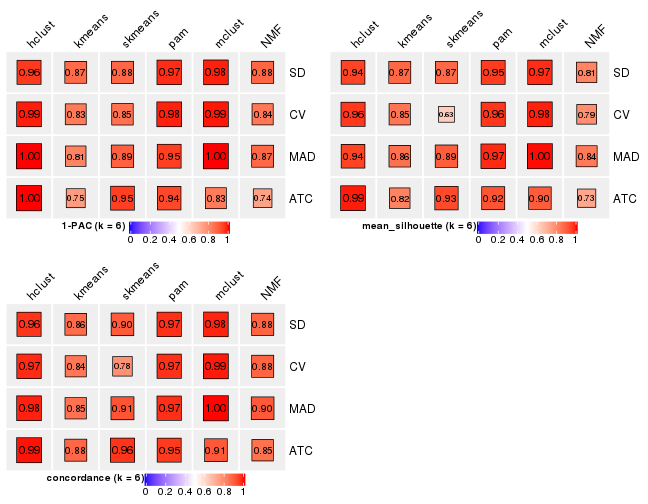 hclust kmeans skmeans pam mclust NMF
0.96 0.87 0.88 0.97 0.98 0.88 SD
0.99 0.83 0.85 0.98 0.99 0.84 CV
1.00 0.81 0.89 0.95 1.00 0.87 MAD
1.00 0.75 0.95 0.94 0.83 0.74 ATC
1-PAC (k = 6)
0 0.2 0.4 0.6 0.8 1
hclust kmeans skmeans pam mclust NMF
0.94 0.87 0.87 0.95 0.97 0.81 SD
0.96 0.85 0.63 0.96 0.98 0.79 CV
0.94 0.86 0.89 0.97 1.00 0.84 MAD
0.99 0.82 0.93 0.92 0.90 0.73 ATC
mean_silhouette (k = 6)
0 0.2 0.4 0.6 0.8 1
hclust kmeans skmeans pam mclust NMF
0.96 0.86 0.90 0.97 0.98 0.88 SD
0.97 0.84 0.78 0.97 0.99 0.88 CV
0.98 0.85 0.91 0.97 1.00 0.90 MAD
0.99 0.88 0.96 0.95 0.91 0.85 ATC
concordance (k = 6)
0 0.2 0.4 0.6 0.8 1